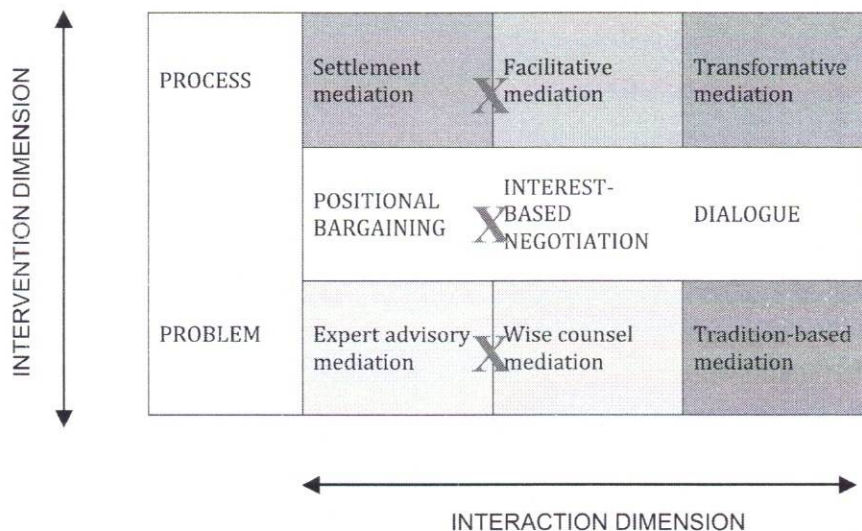 INTERVENTION DIMENSION
PROCESS
Settlement
mediation
X
Facilitative
mediation
Transformative
mediation
POSITIONAL
BARGAINING
X
INTEREST-
BASED
NEGOTIATION
DIALOGUE
PROBLEM
Expert advisory
mediation
X
Wise counsel
mediation
Tradition-based
mediation
INTERACTION DIMENSION